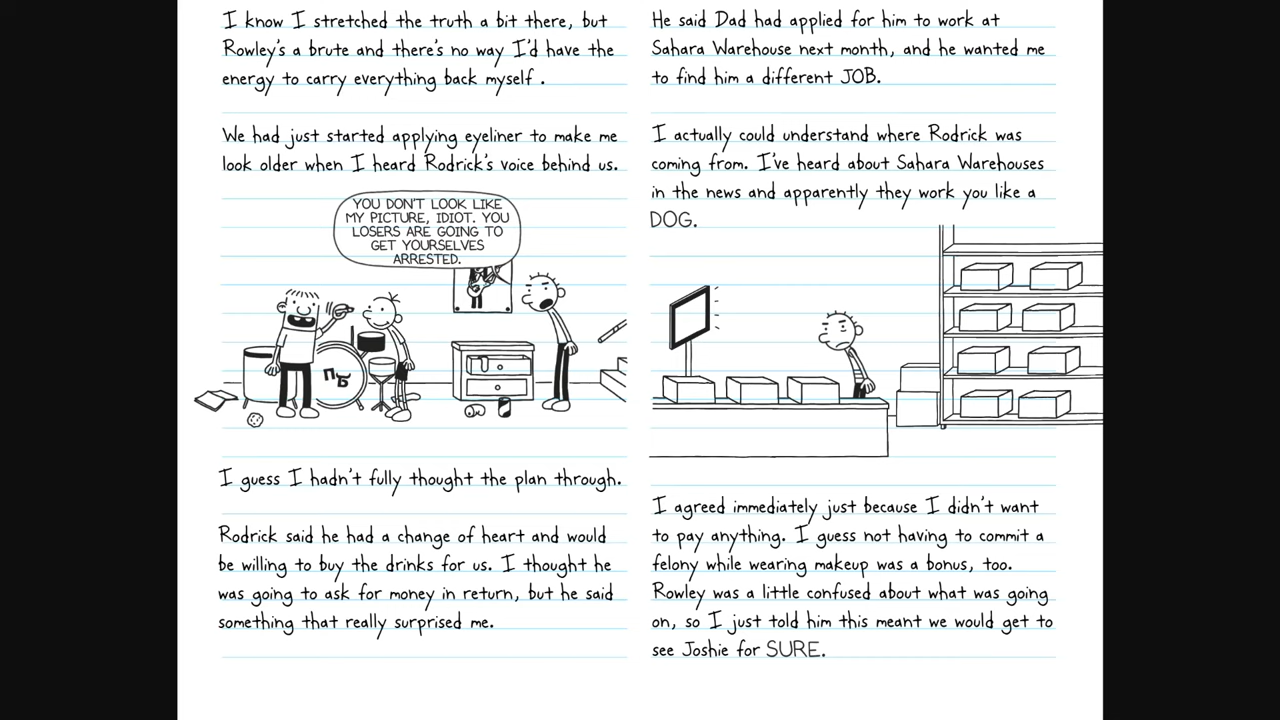 I know I stretched the truth a bit there, but
Rowley's a brute and there's no way I'd have the
energy to carry everything back myself .
We had just started applying eyeliner to make me
look older when I heard Rodrick's voice behind us.
YOU DON'T LOOK LIKE
MY PICTURE, IDIOT. YOU
LOSERS ARE GOING TO
GET YOURSELVES
ARRESTED.
I guess I hadn't fully thought the plan through.
Rodrick said he had a change of heart and would
be willing to buy the drinks for us. I thought he
was going to ask for money in return, but he said
something that really surprised me.
He said Dad had applied for him to work at
Sahara Warehouse next month, and he wanted me
to find him a different JOB.
I actually could understand where Rodrick was
coming from. I've heard about Sahara Warehouses
in the news and apparently they work you like a
DOG.
I agreed immediately just because I didn't want
to pay anything. I guess not having to commit a
felony while wearing makeup was a bonus, too.
Rowley was a little confused about what was going
on, so I just told him this meant we would get to
see Joshie for SURE.